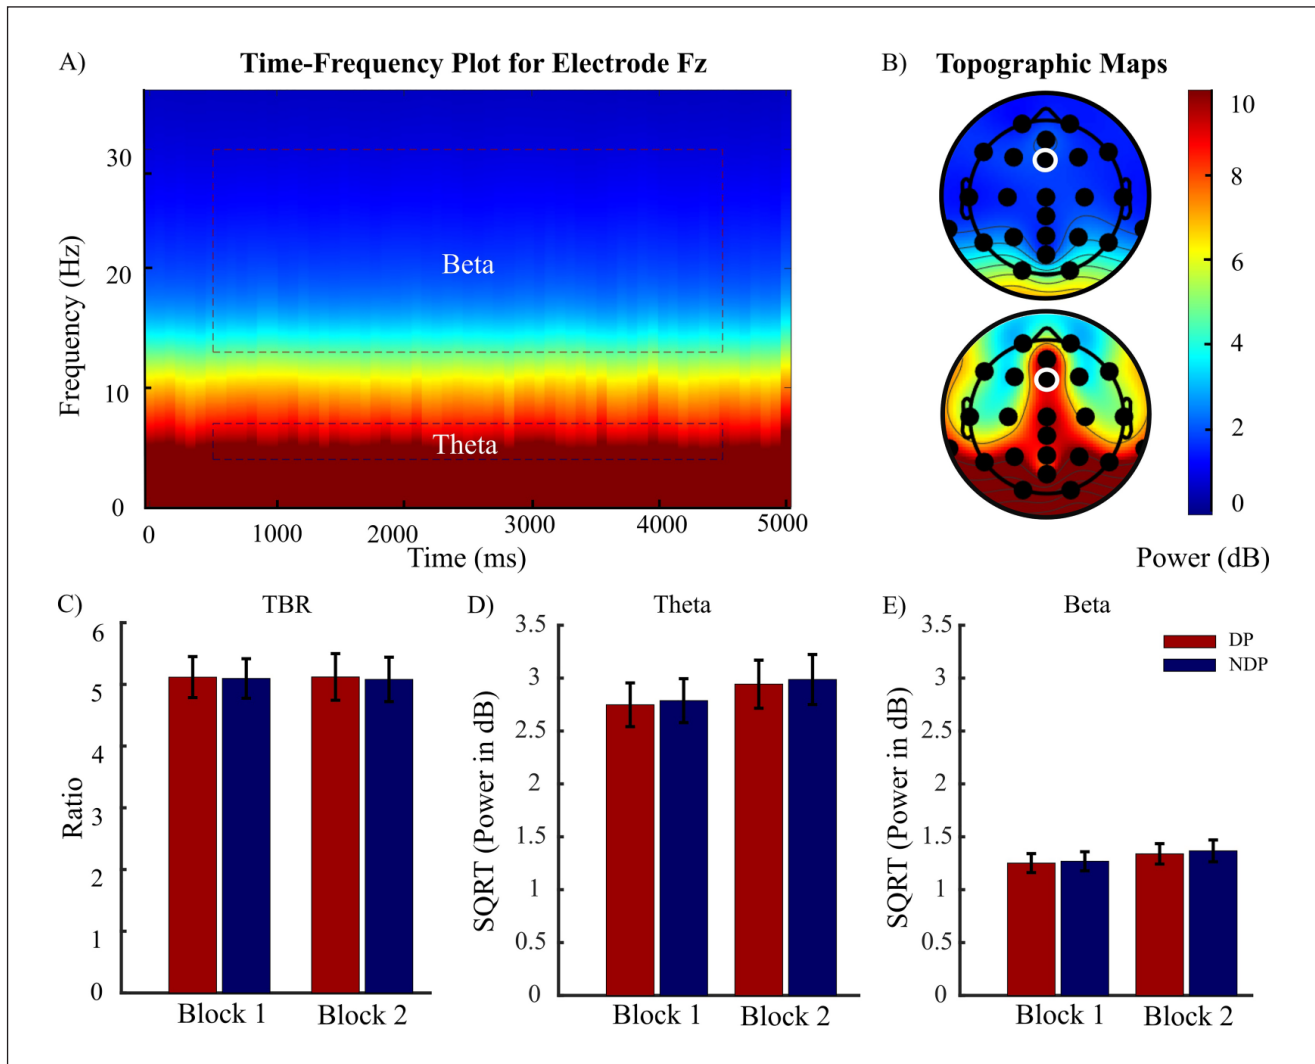 A)
Time-Frequency Plot for Electrode Fz
Frequency (Hz)
30
20
10
0
Beta
Theta
0
1000
2000
3000
4000
5000
Time (ms)
B)
Topographic Maps
10
8
6
4
2
0
Power (dB)
C)
TBR
Ratio
6
5
4
3
2
1
0
Block 1
Block 2
D)
Theta
SQRT (Power in dB)
3.5
3
2.5
2
1.5
1
0.5
0
Block 1
Block 2
E)
Beta
SQRT (Power in dB)
3.5
3
2.5
2
1.5
1
0.5
0
DP
NDP
Block 1
Block 2